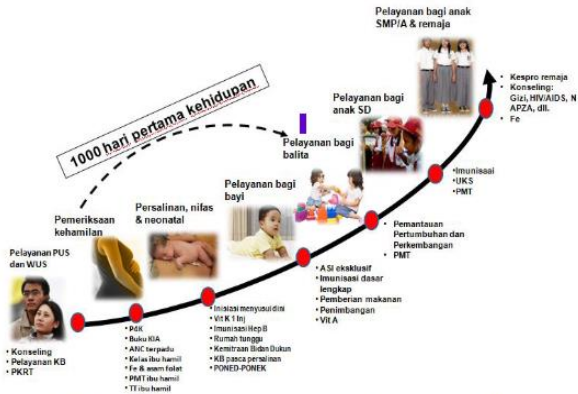 Pelayanan bagi anak
SMP/A & remaja
• Kespro remaja
• Konseling:
Gizi, HIV/AIDS, N
APZA, dll.
• Fe
1000 hari pertama kehidupan
Pelayanan bagi
anak SD
• Imunisaai
• UKS
• PMT
Pelayanan bagi
balita
• Pemantauan
Pertumbuhan dan
Perkembangan
• PMT
Pelayanan bagi
bayi
• ASI eksklusif
• Imunisasi dasar
lengkap
• Pemberian makanan
• Penimbangan
• Vit A
Persalinan, nifas
& neonatal
• Inisiasi menyusui dini
• Vit K 1 Inj
• Imunisasi Hep B
• Rumah tunggu
• Kemitraan Bidan Dukun
• KB pasca persalinan
• PONED-PONEK
Pemeriksaan
kehamilan
• P4K
• Buku KIA
• ANC terpadu
• Kelas ibu hamil
• Fe & asam folat
• PMT ibu hamil
• TT ibu hamil
Pelayanan PUS
dan WUS
• Konseling
• Pelayanan KB
• PKRT